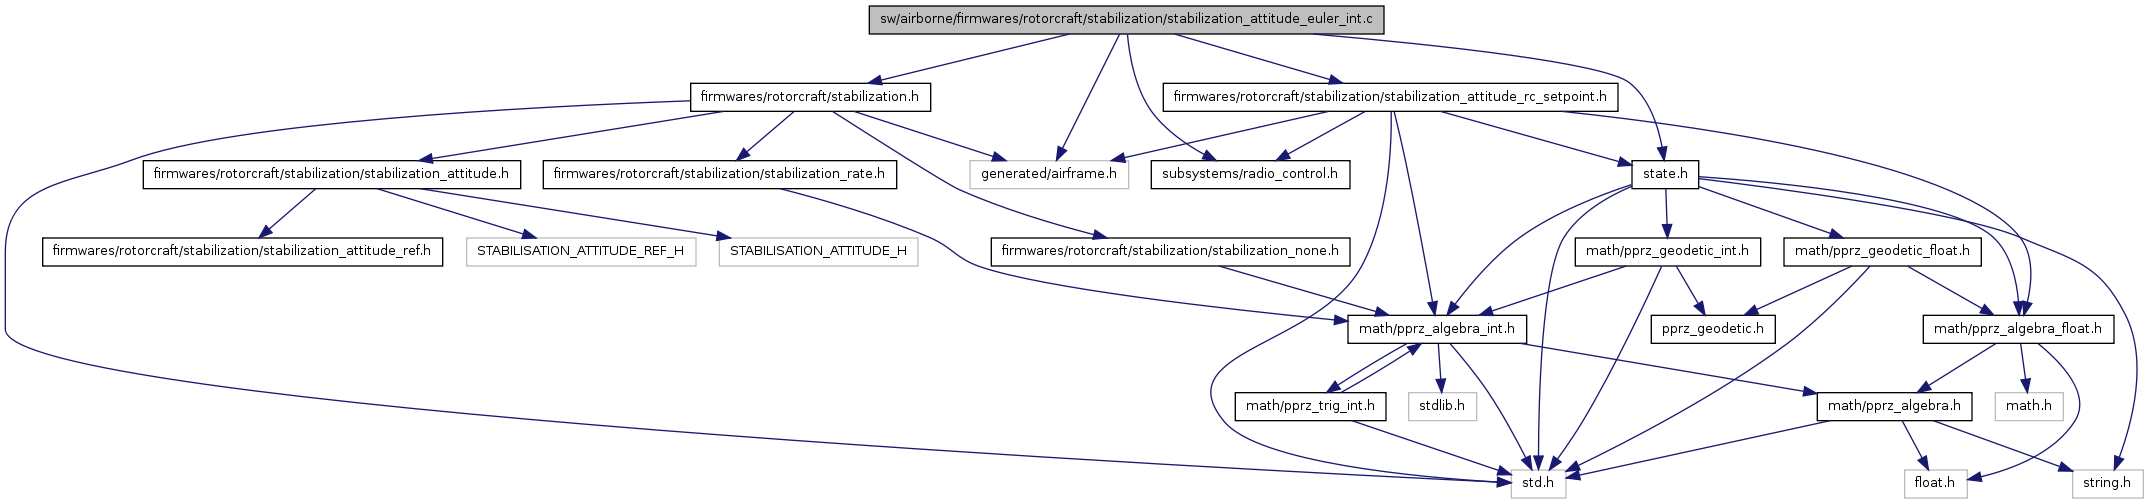 sw/airborne/firmwares/rotorcraft/stabilization/stabilization_attitude_euler_int.c
firmwares/rotorcraft/stabilization.h
firmwares/rotorcraft/stabilization/stabilization_attitude_rc_setpoint.h
firmwares/rotorcraft/stabilization/stabilization_attitude.h
firmwares/rotorcraft/stabilization/stabilization_rate.h
generated/airframe.h
subsystems/radio_control.h
state.h
firmwares/rotorcraft/stabilization/stabilization_attitude_ref.h
STABILISATION_ATTITUDE_REF_H
STABILISATION_ATTITUDE_H
firmwares/rotorcraft/stabilization/stabilization_none.h
math/pprz_geodetic_int.h
math/pprz_geodetic_float.h
math/pprz_algebra_int.h
pprz_geodetic.h
math/pprz_algebra_float.h
math/pprz_trig_int.h
stdlib.h
math/pprz_algebra.h
math.h
std.h
float.h
string.h